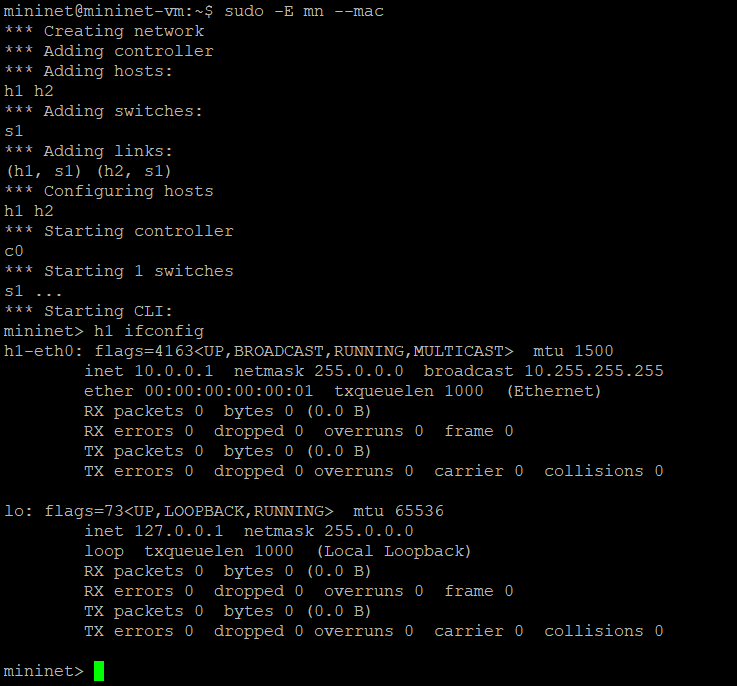 mininet@mininet-vm:~$ sudo -E mn --mac
*** Creating network
*** Adding controller
*** Adding hosts:
h1 h2
*** Adding switches:
s1
*** Adding links:
(h1, s1) (h2, s1)
*** Configuring hosts
h1 h2
*** Starting controller
c0
*** Starting 1 switches
s1 ...
*** Starting CLI:
mininet> h1 ifconfig
h1-eth0: flags=4163<UP,BROADCAST,RUNNING,MULTICAST>  mtu 1500
        inet 10.0.0.1  netmask 255.0.0.0  broadcast 10.255.255.255
        ether 00:00:00:00:00:01  txqueuelen 1000  (Ethernet)
        RX packets 0  bytes 0 (0.0 B)
        RX errors 0  dropped 0  overruns 0  frame 0
        TX packets 0  bytes 0 (0.0 B)
        TX errors 0  dropped 0 overruns 0  carrier 0  collisions 0

lo: flags=73<UP,LOOPBACK,RUNNING>  mtu 65536
        inet 127.0.0.1  netmask 255.0.0.0
        loop  txqueuelen 1000  (Local Loopback)
        RX packets 0  bytes 0 (0.0 B)
        RX errors 0  dropped 0  overruns 0  frame 0
        TX packets 0  bytes 0 (0.0 B)
        TX errors 0  dropped 0 overruns 0  carrier 0  collisions 0

mininet>